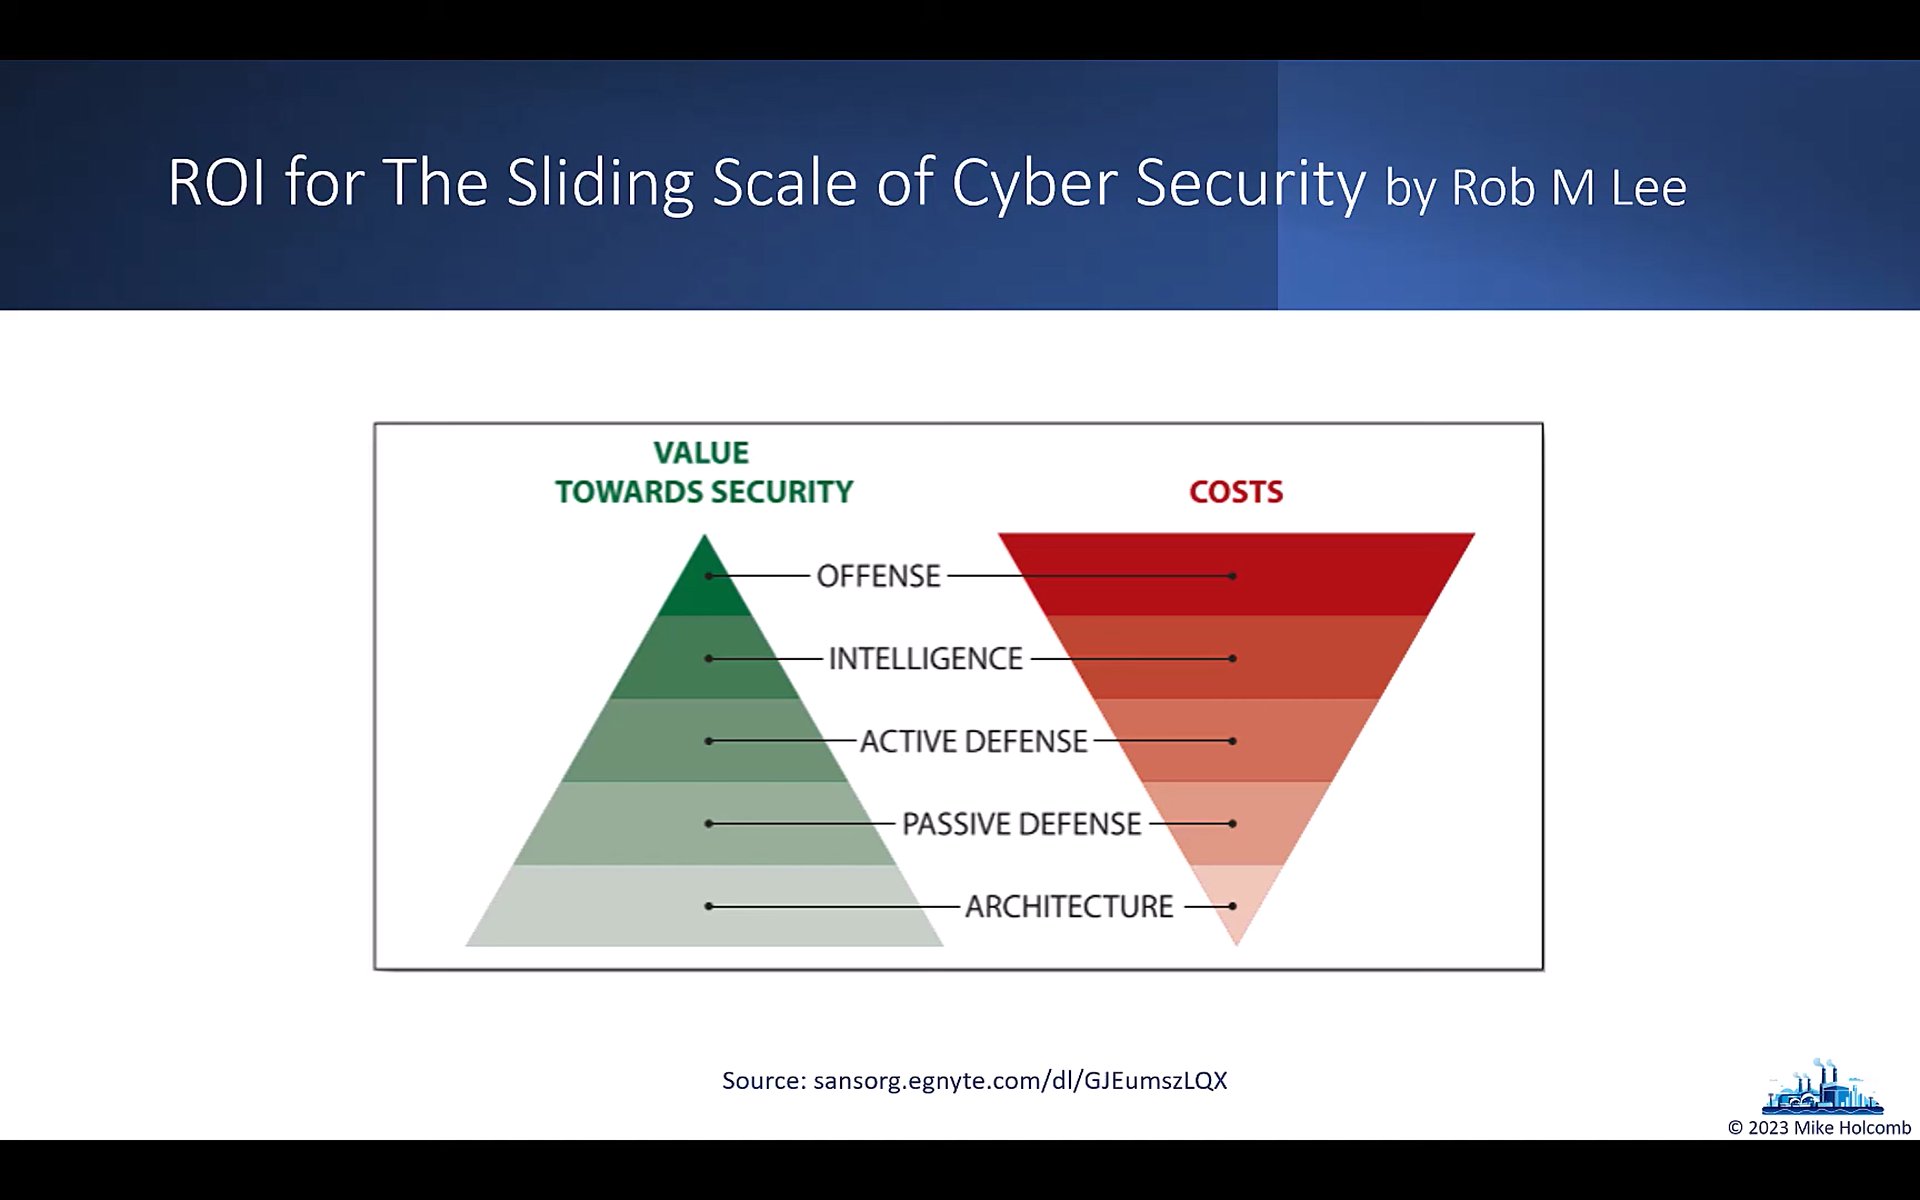 ROI for The Sliding Scale of Cyber Security by Rob M Lee
VALUE
TOWARDS SECURITY
COSTS
OFFENSE
INTELLIGENCE
ACTIVE DEFENSE
PASSIVE DEFENSE
ARCHITECTURE
Source: sansorg.egnyte.com/dl/GJEumszLQX
© 2023 Mike Holcomb